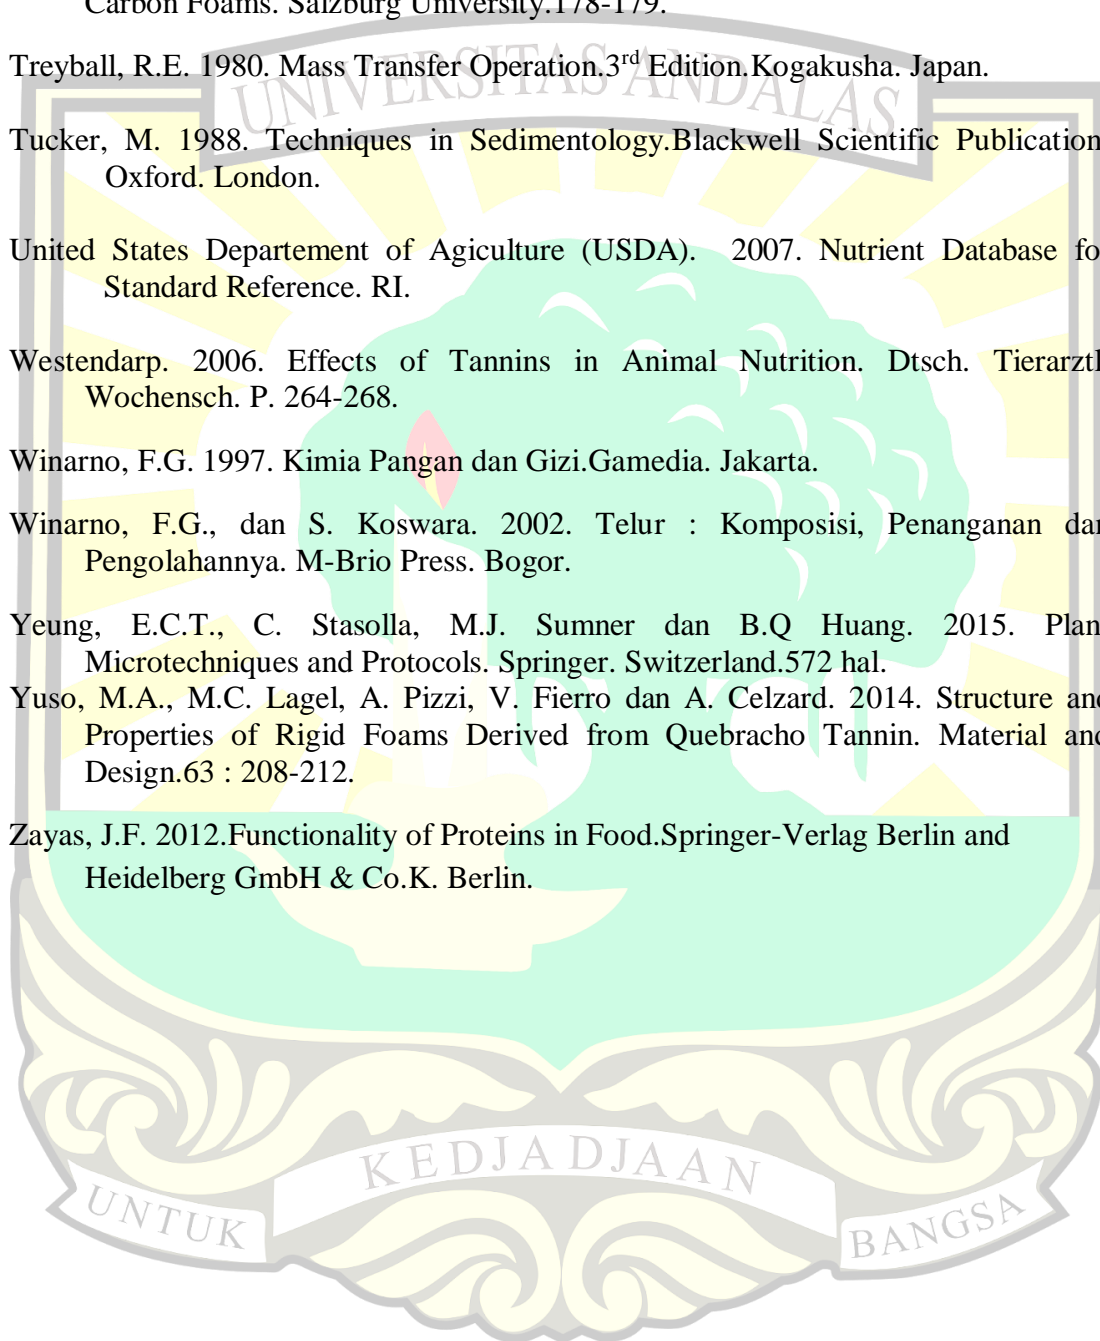 Carbon Foams. Salzburg University.178-179.
Treyball, R.E. 1980. Mass Transfer Operation.3rd Edition.Kogakusha. Japan.
UNIVERSITAS ANDALAS
Tucker, M. 1988. Techniques in Sedimentology.Blackwell Scientific Publication
Oxford. London.
United States Departement of Agiculture (USDA). 2007. Nutrient Database fo
Standard Reference. RI.
Westendarp. 2006. Effects of Tannins in Animal Nutrition. Dtsch. Tierarztl
Wochensch. P. 264-268.
Winarno, F.G. 1997. Kimia Pangan dan Gizi.Gamedia. Jakarta.
Winarno, F.G., dan S. Koswara. 2002. Telur : Komposisi, Penanganan dan
Pengolahannya. M-Brio Press. Bogor.
Yeung, E.C.T., C. Stasolla, M.J. Sumner dan B.Q Huang. 2015. Plan
Microtechniques and Protocols. Springer. Switzerland.572 hal.
Yuso, M.A., M.C. Lagel, A. Pizzi, V. Fierro dan A. Celzard. 2014. Structure and
Properties of Rigid Foams Derived from Quebracho Tannin. Material and
Design.63 : 208-212.
Zayas, J.F. 2012.Functionality of Proteins in Food.Springer-Verlag Berlin and
Heidelberg GmbH & Co.K. Berlin.
UNTUK KEDJADJAAN BANGSA